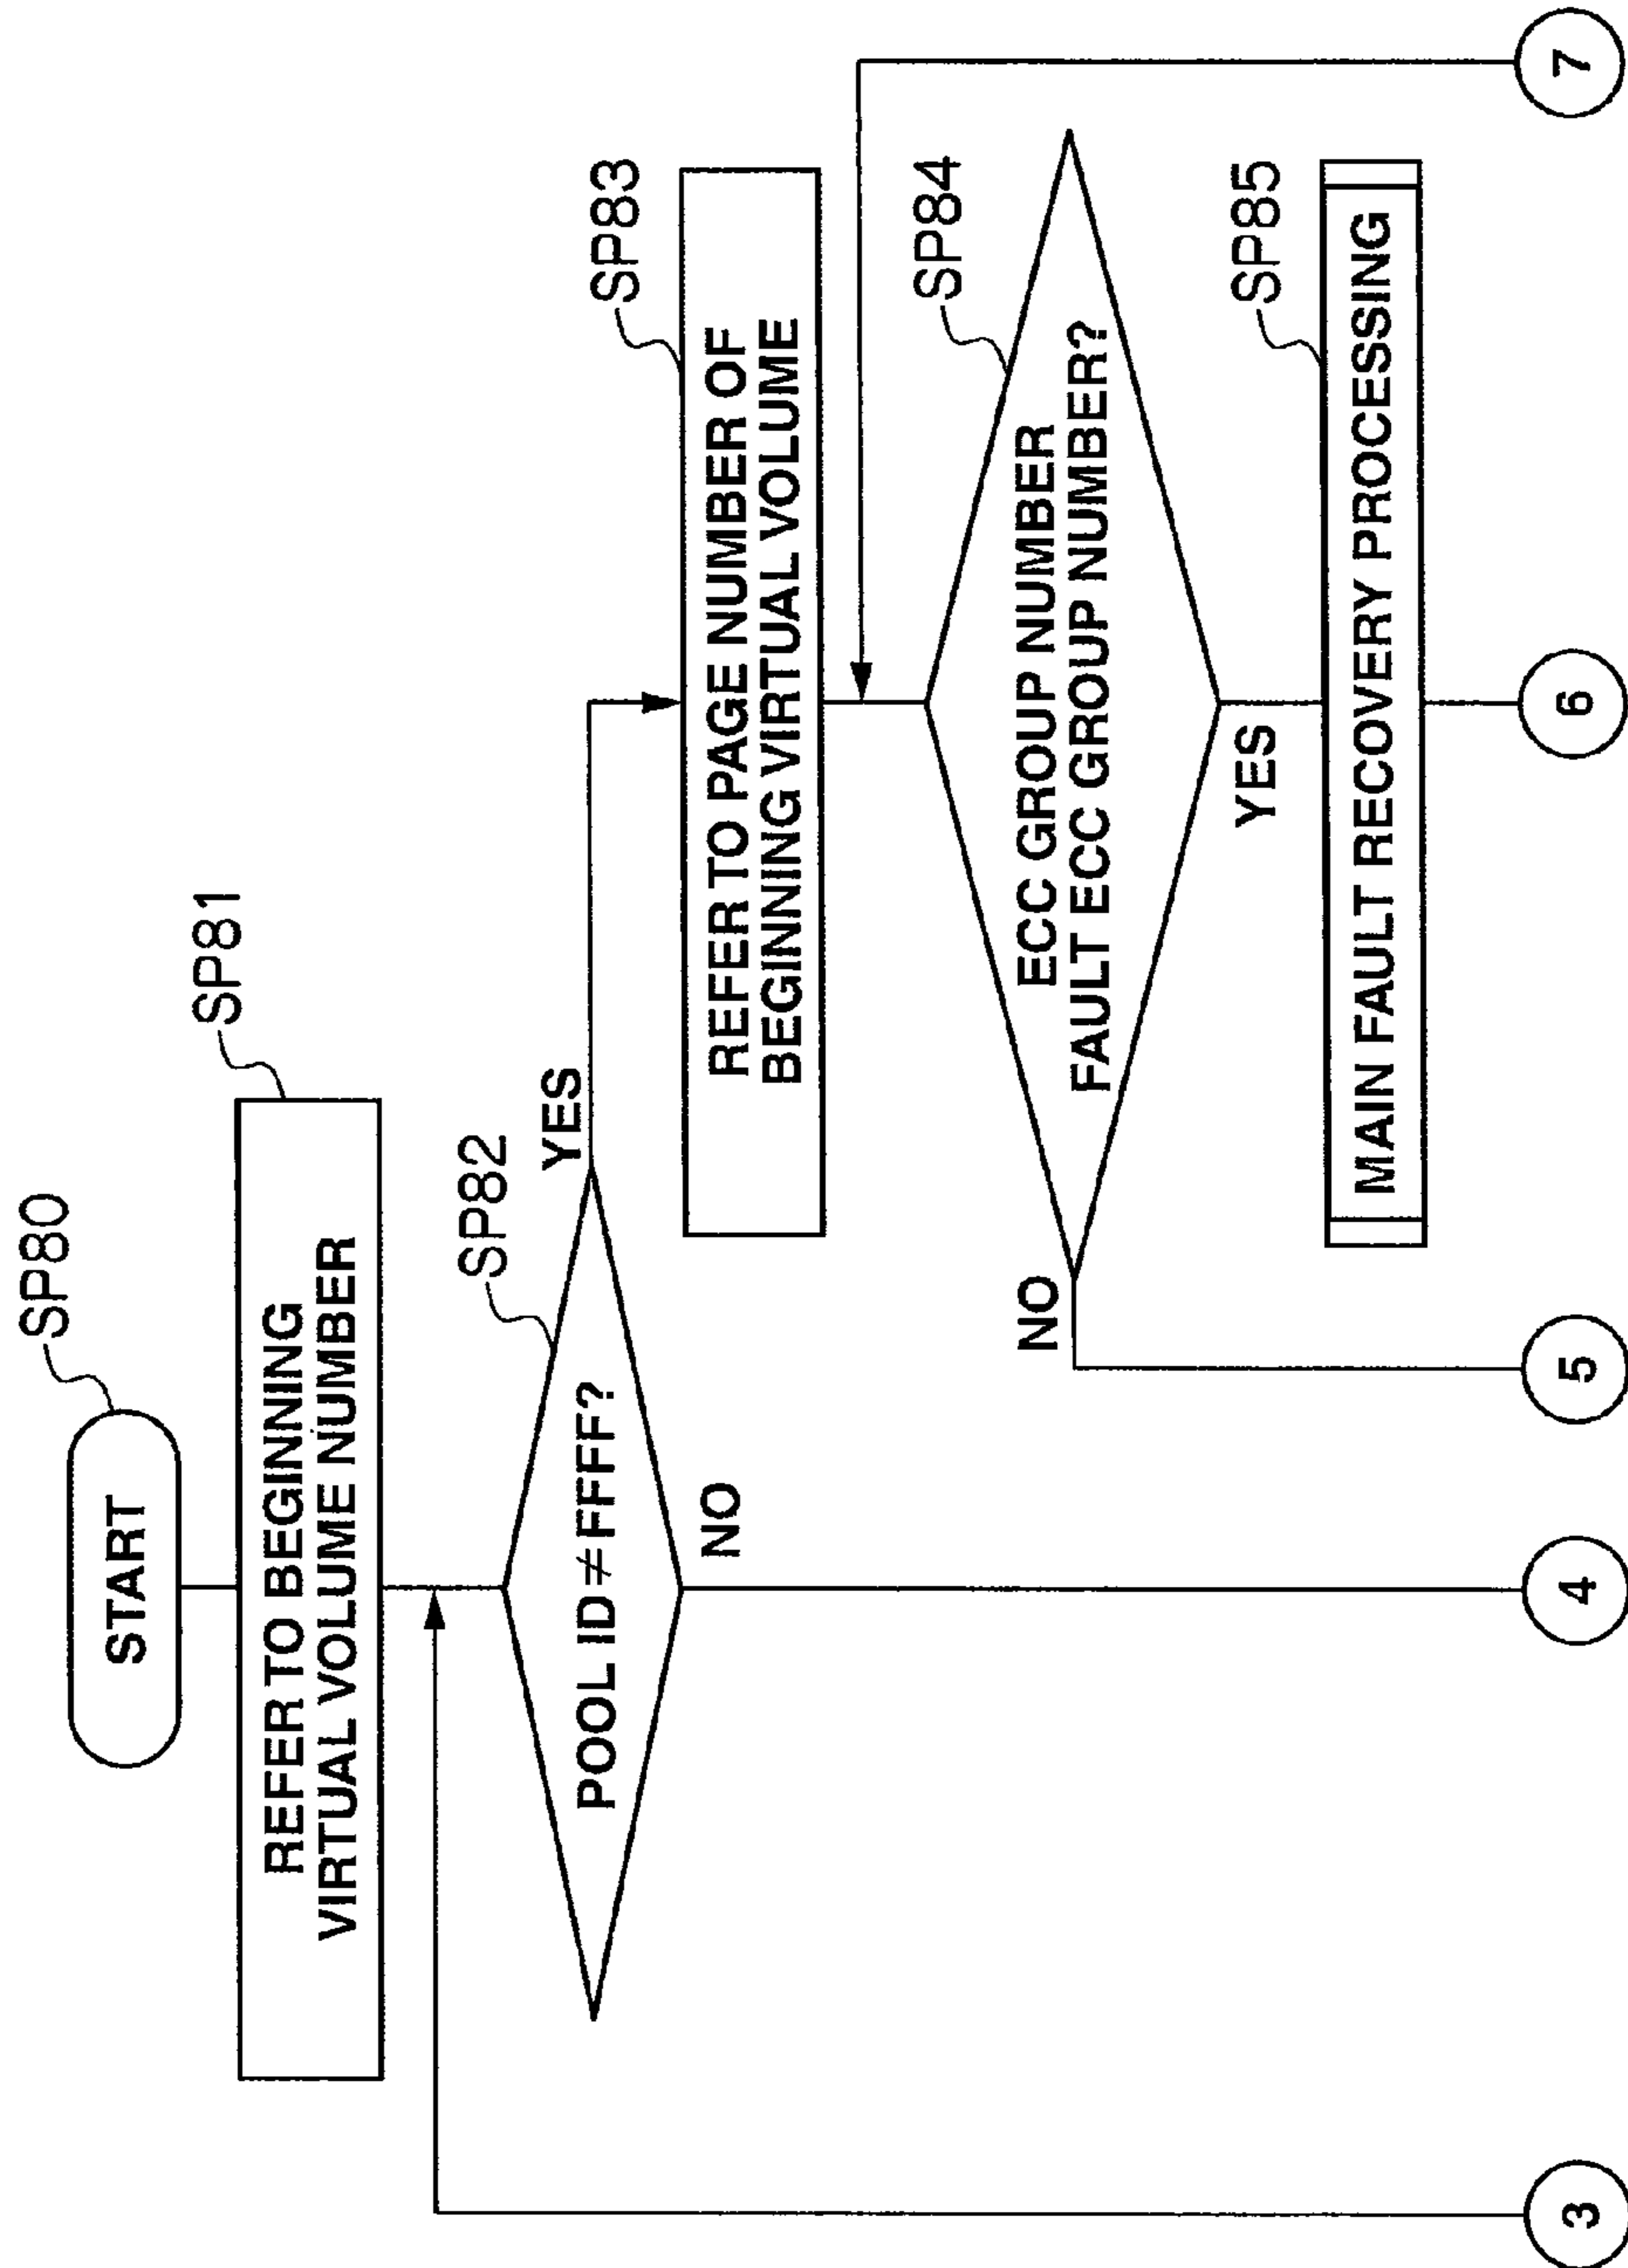 SP80
START
SP81
REFER TO BEGINNING
VIRTUAL VOLUME NUMBER
SP82
POOL ID≠FFFF?
YES
NO
SP83
REFER TO PAGE NUMBER OF
BEGINNING VIRTUAL VOLUME
SP84
ECC GROUP NUMBER
FAULT ECC GROUP NUMBER?
NO
YES
SP85
MAIN FAULT RECOVERY PROCESSING
3
4
5
6
7